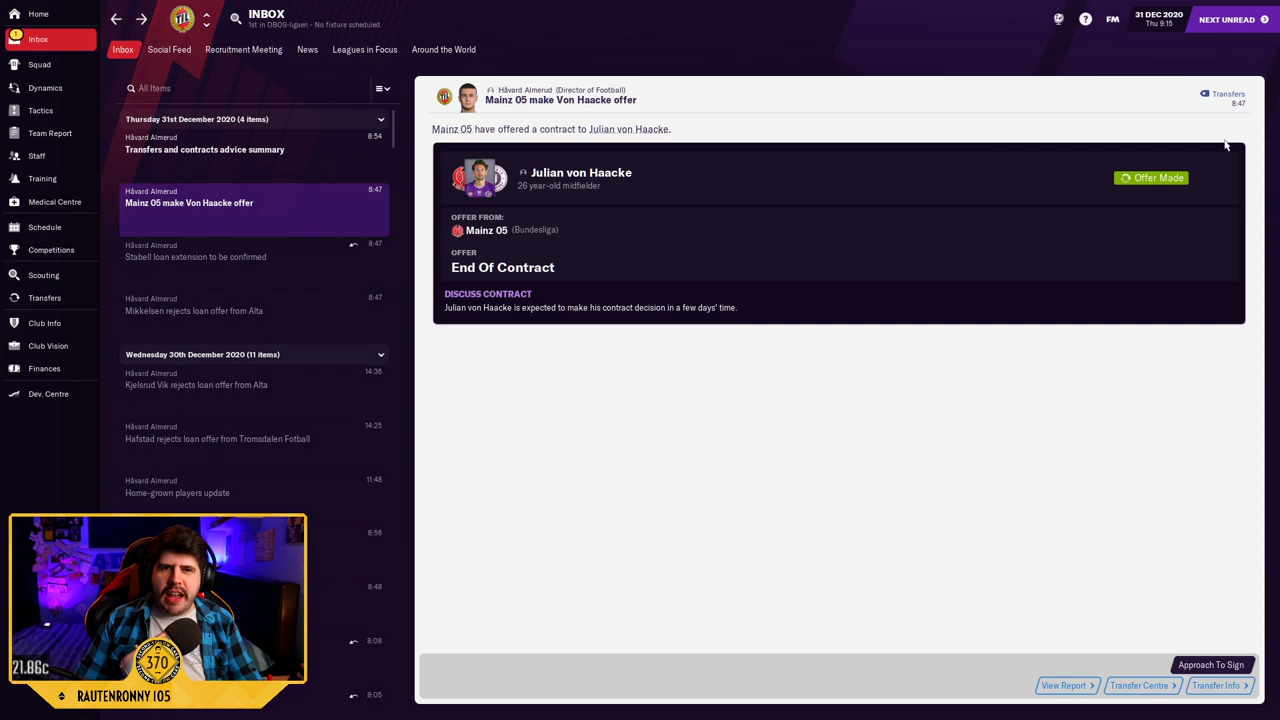 Home
INBOX
1st in OBOS-ligaen - No fixture scheduled.
FM
31 DEC 2020
Thu 9:15
NEXT UNREAD
1
Inbox
Squad
Dynamics
Tactics
Team Report
Staff
Training
Medical Centre
Schedule
Competitions
Scouting
Transfers
Club Info
Club Vision
Finances
Dev. Centre
Inbox
Social Feed
Recruitment Meeting
News
Leagues in Focus
Around the World
All Items
Thursday 31st December 2020 (4 items)
Håvard Almerud 8:54
Transfers and contracts advice summary
Håvard Almerud 8:47
Mainz 05 make Von Haacke offer
Håvard Almerud 8:47
Stabell loan extension to be confirmed
Håvard Almerud 8:47
Mikkelsen rejects loan offer from Alta
Wednesday 30th December 2020 (11 items)
Håvard Almerud 14:36
Kjelsrud Vik rejects loan offer from Alta
Håvard Almerud 14:25
Hafstad rejects loan offer from Tromsdalen Fotball
Håvard Almerud 11:48
Home-grown players update
8:56
8:48
8:08
8:05
Håvard Almerud (Director of Football)
Mainz 05 make Von Haacke offer
Transfers
8:47
Mainz 05 have offered a contract to Julian von Haacke.
Julian von Haacke
26 year-old midfielder
Offer Made
OFFER FROM:
Mainz 05 (Bundesliga)
OFFER
End Of Contract
DISCUSS CONTRACT
Julian von Haacke is expected to make his contract decision in a few days' time.
Approach To Sign
View Report
Transfer Centre
Transfer Info
21.86c
370
RAUTENRONNY 105